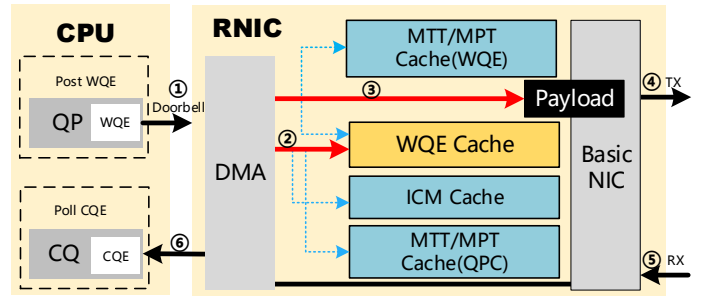 CPU
Post WQE
QP
WQE
①
Doorbell
Poll CQE
CQ
CQE
⑥
RNIC
DMA
②
③
MTT/MPT
Cache(WQE)
Payload
WQE Cache
ICM Cache
MTT/MPT
Cache(QPC)
Basic
NIC
④ TX
⑤ RX